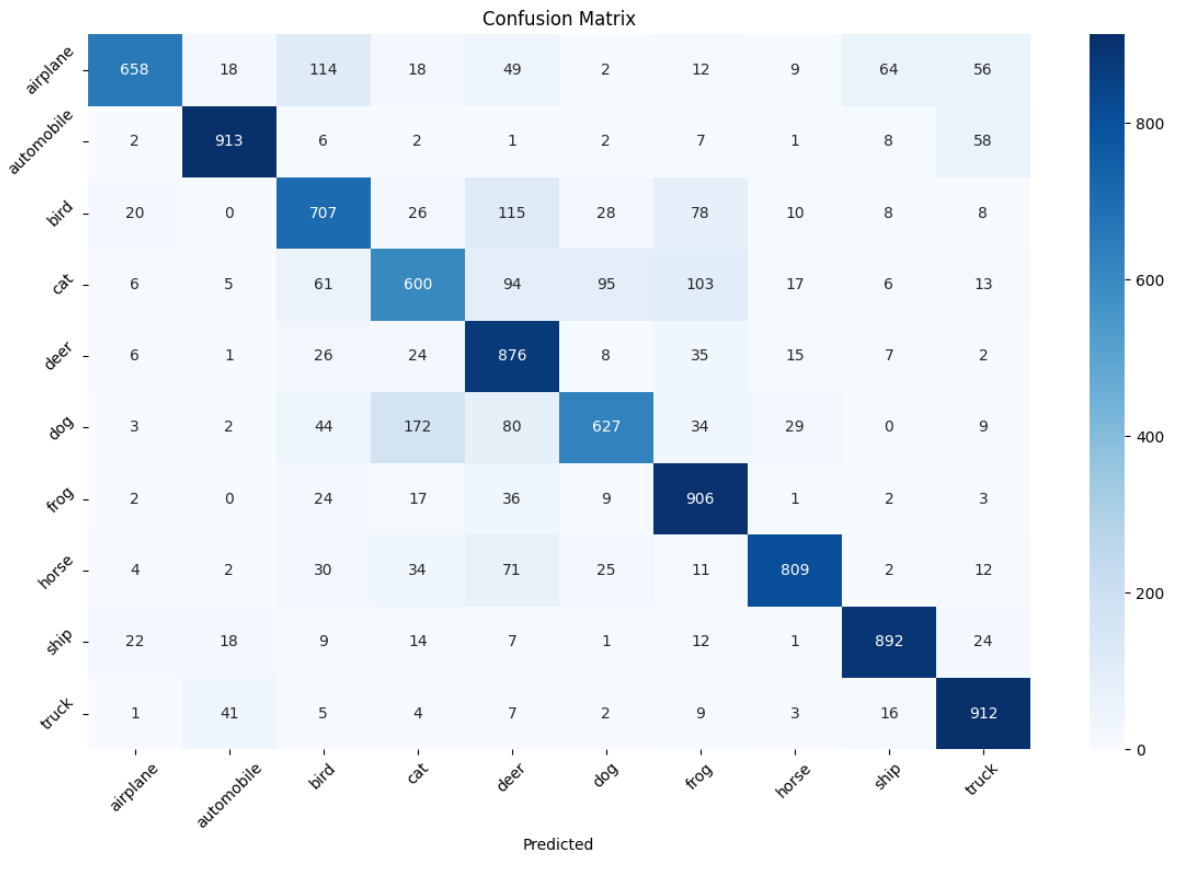 Confusion Matrix
airplane 658 18 114 18 49 2 12 9 64 56
automobile 2 913 6 2 1 2 7 1 8 58
bird 20 0 707 26 115 28 78 10 8 8
cat 6 5 61 600 94 95 103 17 6 13
deer 6 1 26 24 876 8 35 15 7 2
dog 3 2 44 172 80 627 34 29 0 9
frog 2 0 24 17 36 9 906 1 2 3
horse 4 2 30 34 71 25 11 809 2 12
ship 22 18 9 14 7 1 12 1 892 24
truck 1 41 5 4 7 2 9 3 16 912
airplane automobile bird cat deer dog frog horse ship truck
Predicted
800
600
400
200
0